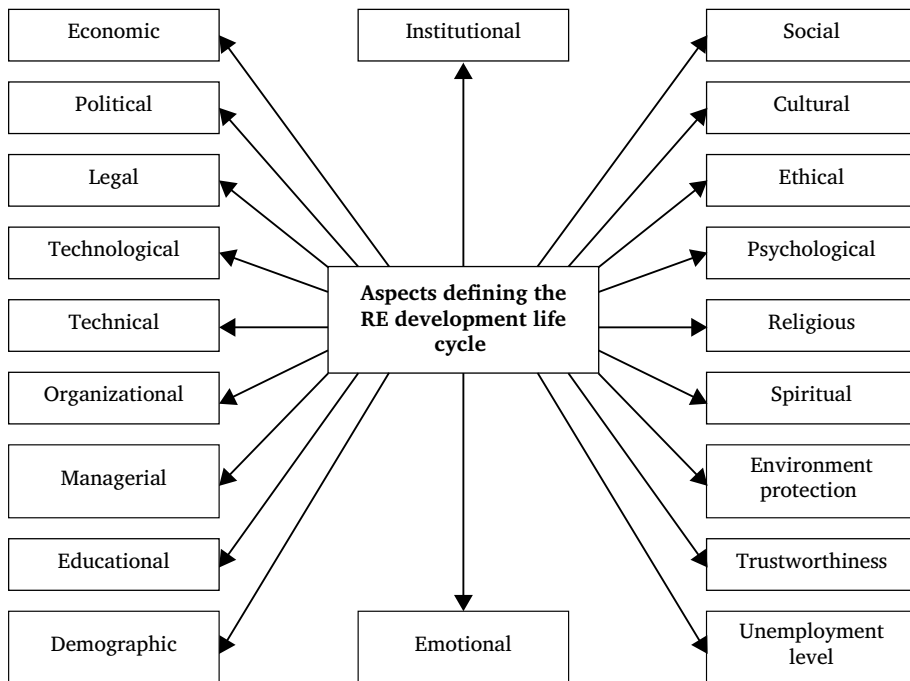 Economic
Institutional
Social
Political
Cultural
Legal
Ethical
Technological
Psychological
Aspects defining the
RE development life
cycle
Technical
Religious
Organizational
Spiritual
Managerial
Environment
protection
Educational
Trustworthiness
Demographic
Emotional
Unemployment
level